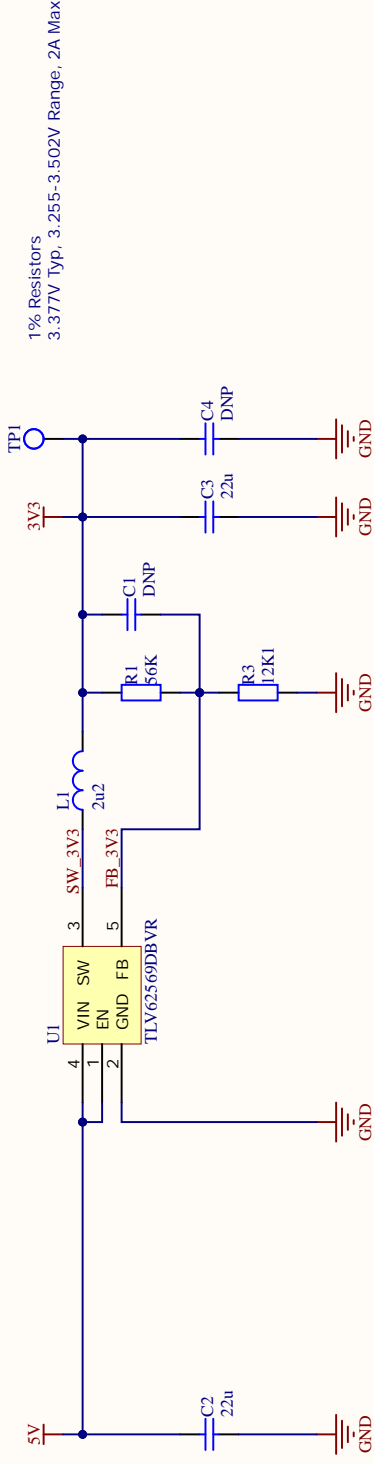 1% Resistors
3.377V Typ, 3.255-3.502V Range, 2A Max
5V
C2
22u
GND
U1
4
VIN
SW
3
1
EN
2
GND
FB
5
TLV62569DBVR
GND
SW_3V3
FB_3V3
L1
2u2
R1
56K
C1
DNP
R3
12K1
GND
3V3
C3
22u
GND
TP1
C4
DNP
GND